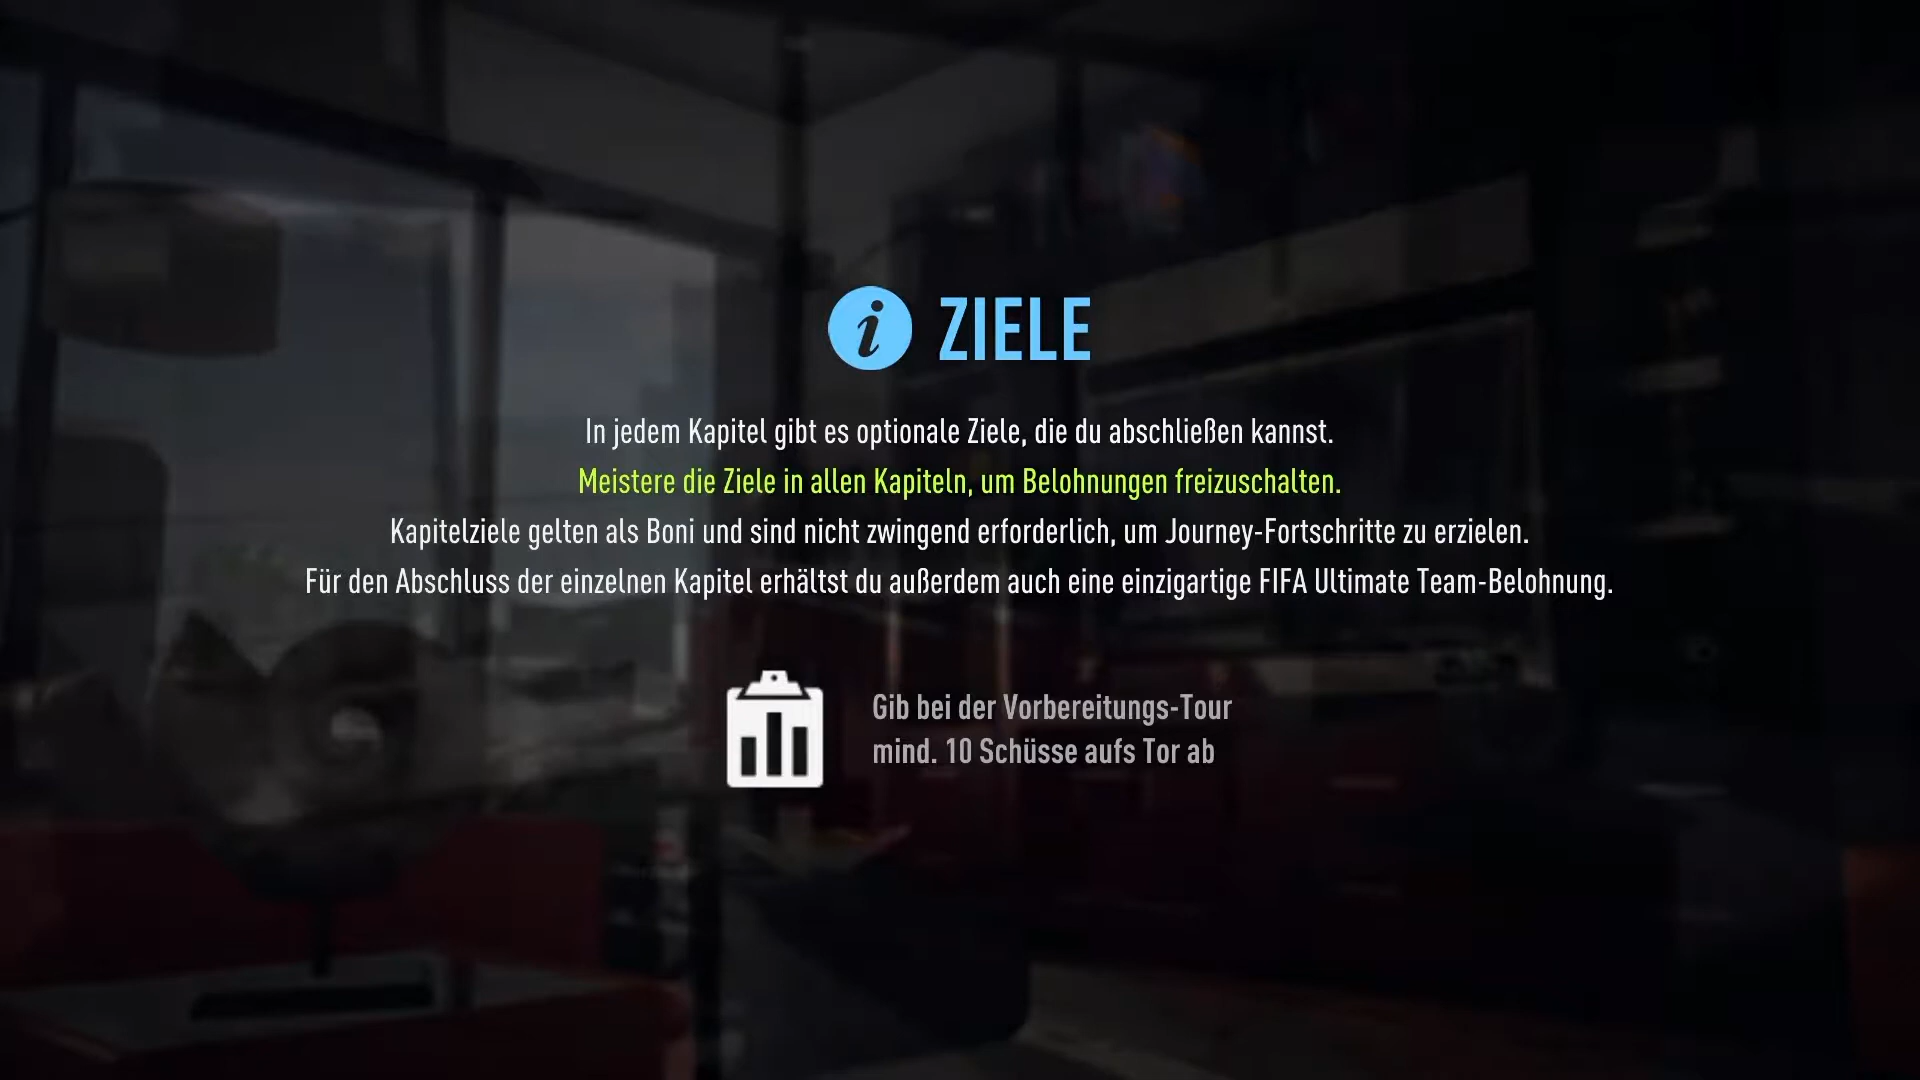 ZIELE
In jedem Kapitel gibt es optionale Ziele, die du abschließen kannst.
Meistere die Ziele in allen Kapiteln, um Belohnungen freizuschalten.
Kapitelziele gelten als Boni und sind nicht zwingend erforderlich, um Journey-Fortschritte zu erzielen.
Für den Abschluss der einzelnen Kapitel erhältst du außerdem auch eine einzigartige FIFA Ultimate Team-Belohnung.
Gib bei der Vorbereitungs-Tour
mind. 10 Schüsse aufs Tor ab